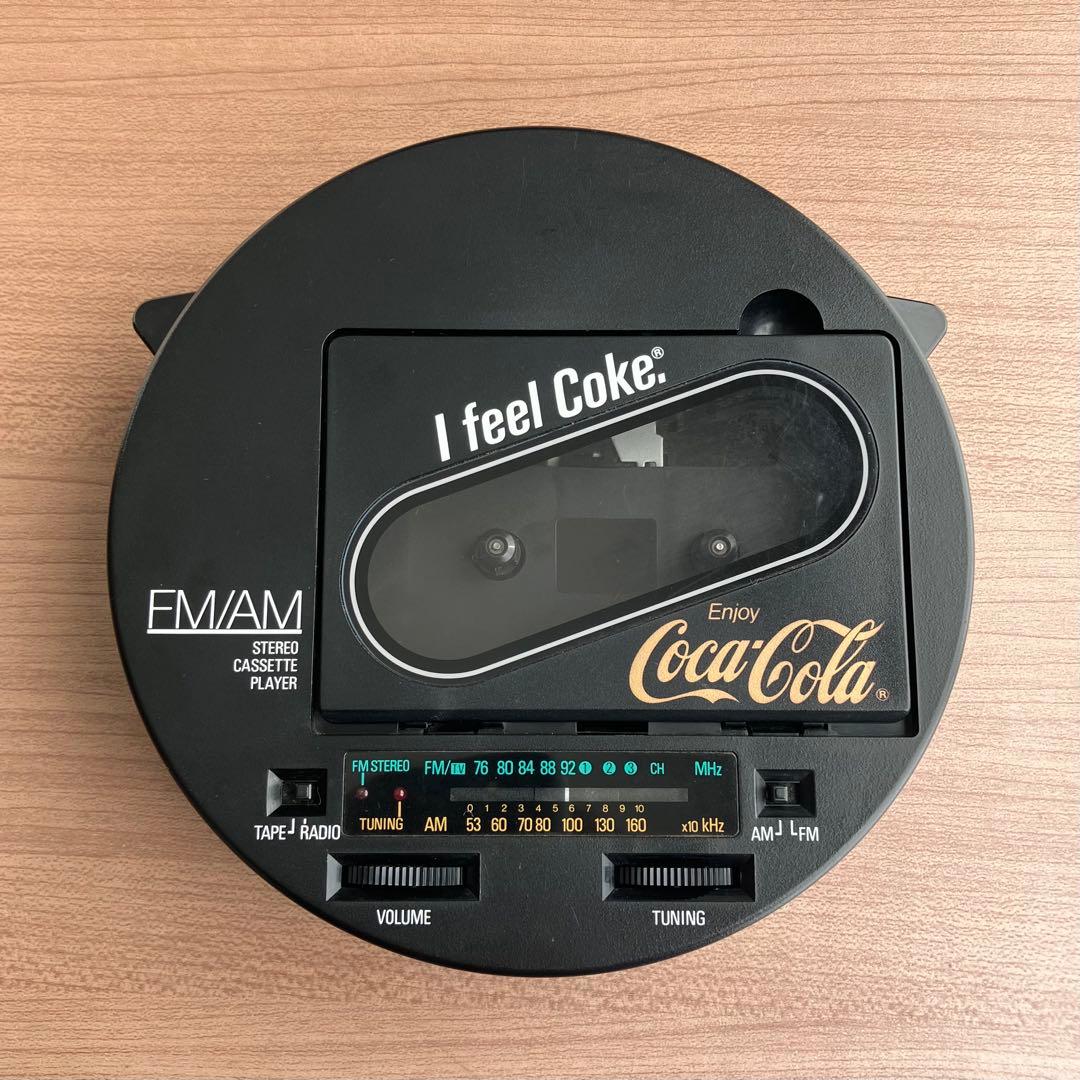 I feel Coke.®
Enjoy
Coca-Cola®
FM/AM
STEREO
CASSETTE
PLAYER
FM STEREO
FM/TV 76 80 84 88 92 1 2 3 CH MHz
0 1 2 3 4 5 6 7 8 9 10
TUNING
AM 53 60 70 80 100 130 160 x10 kHz
TAPE RADIO
AM FM
VOLUME
TUNING